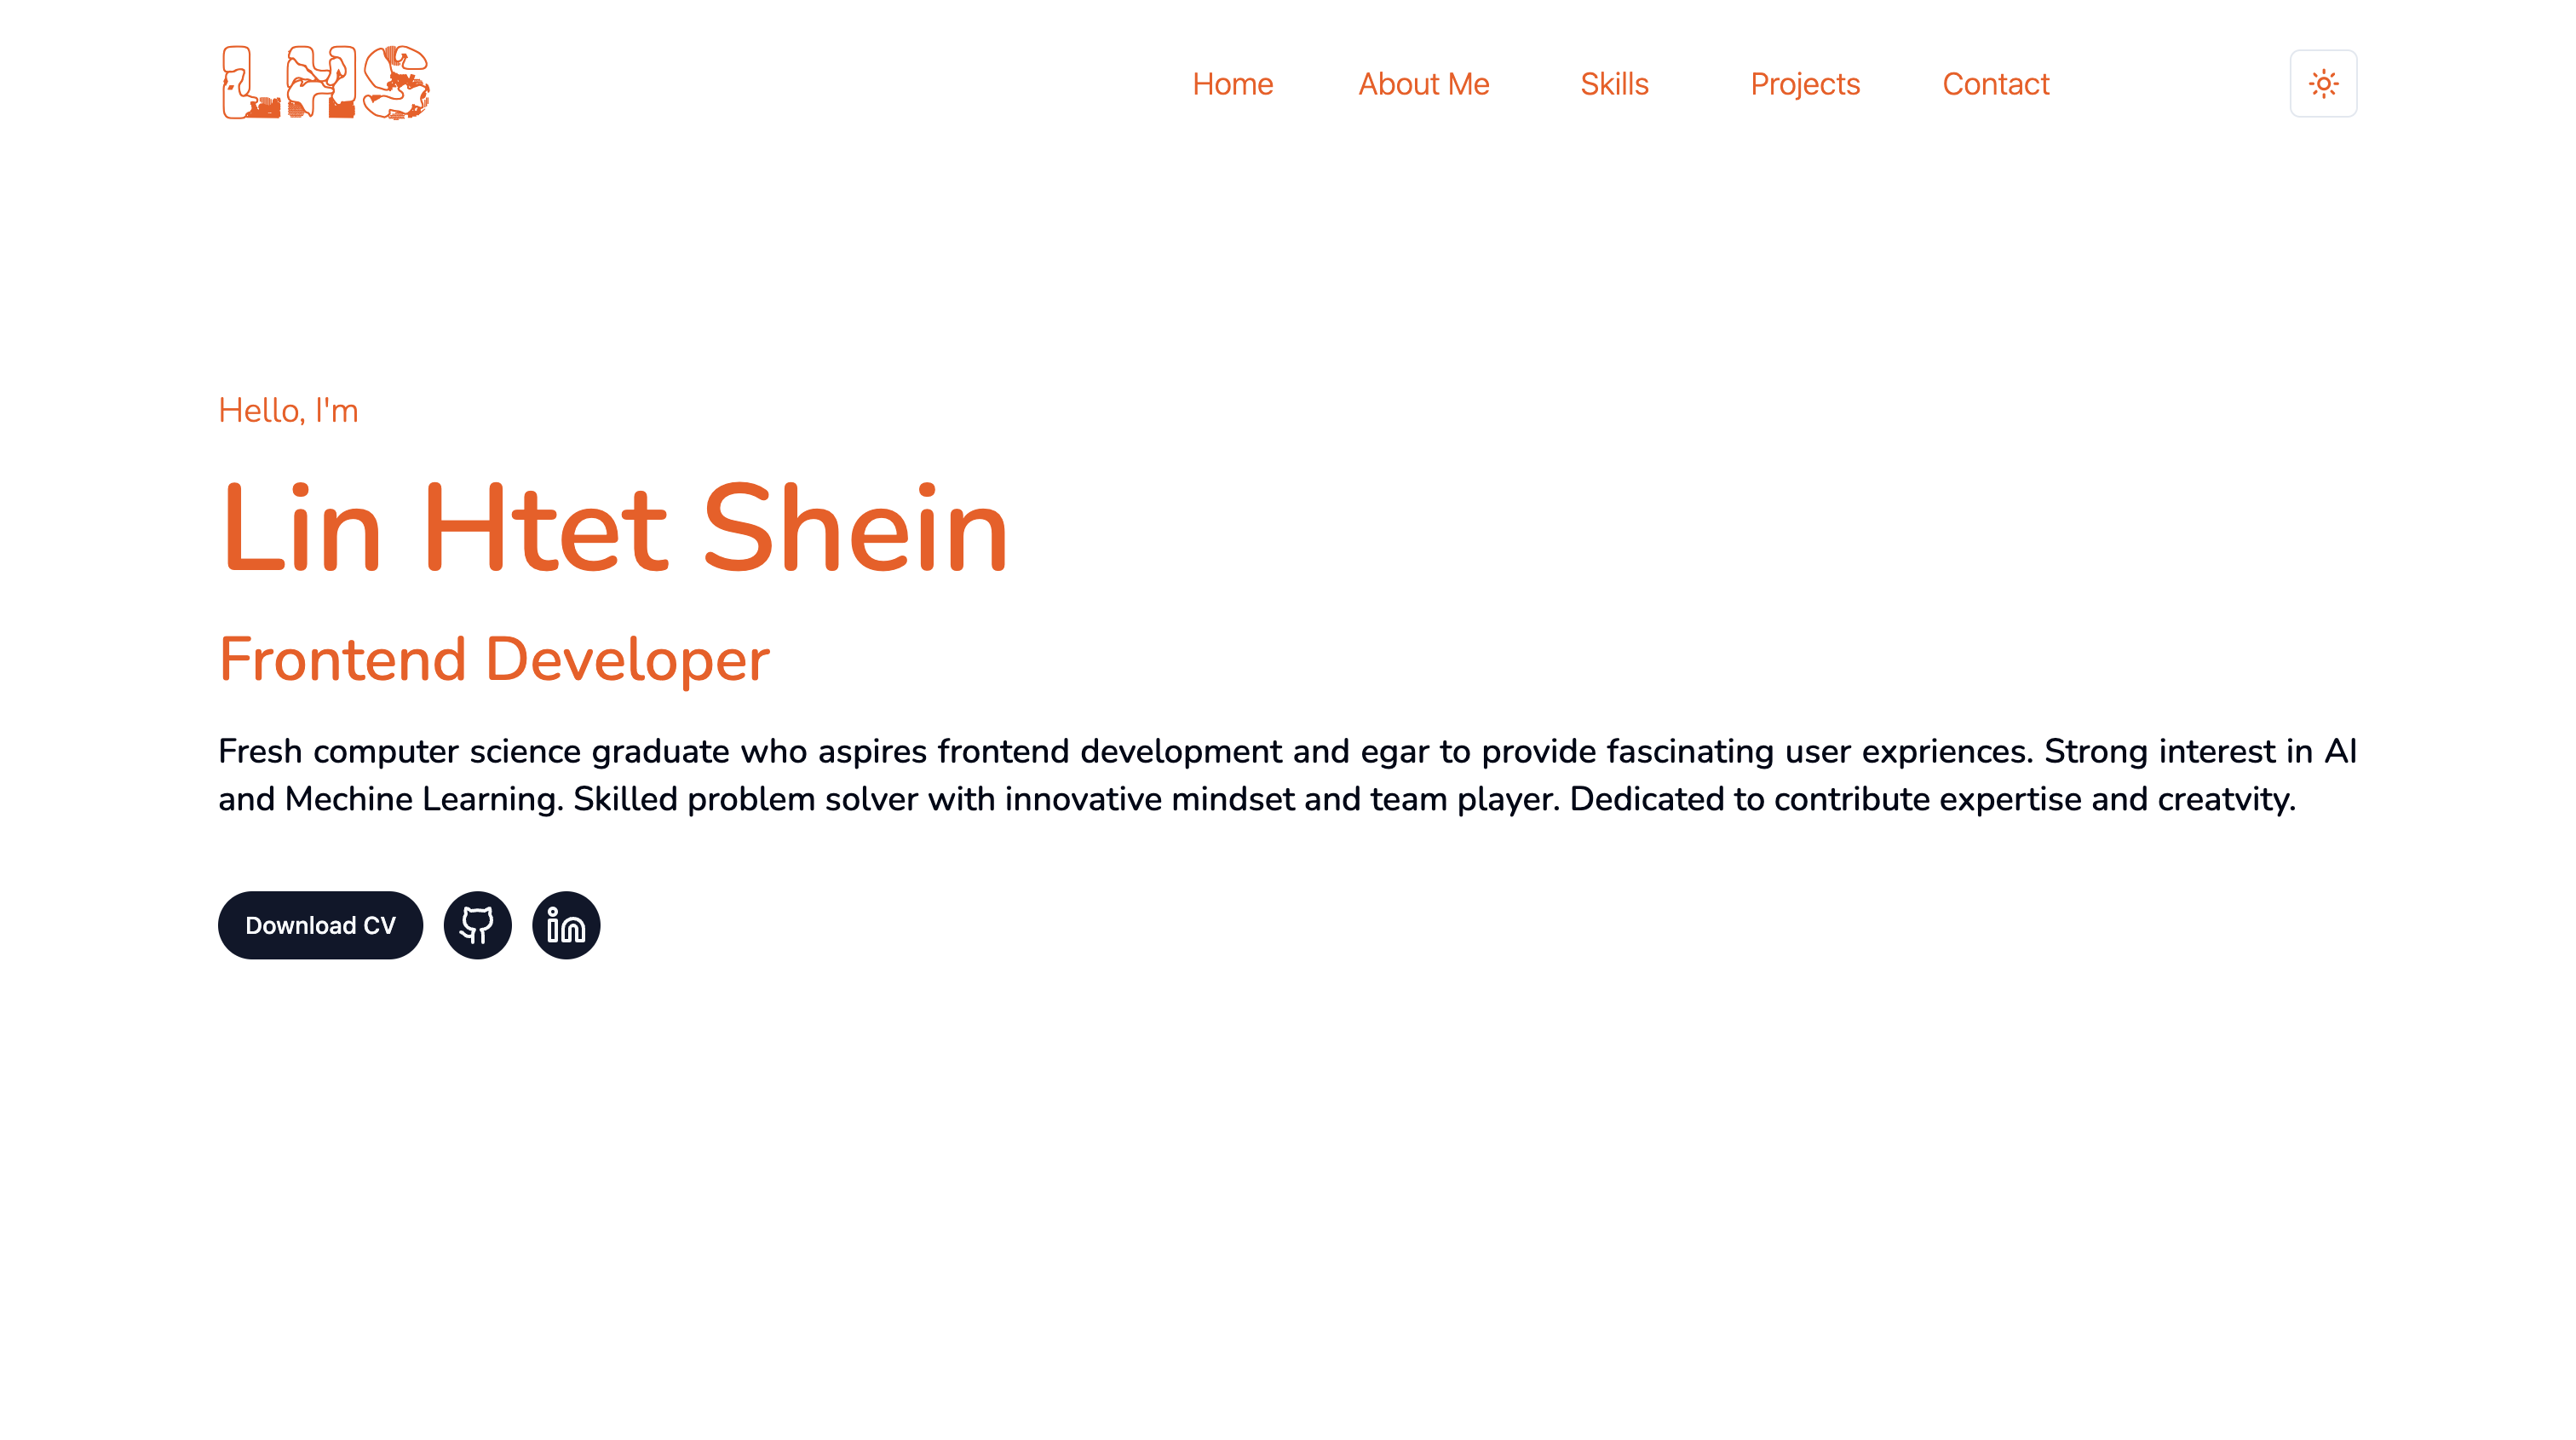 LHS
Home About Me Skills Projects Contact
Hello, I'm
Lin Htet Shein
Frontend Developer
Fresh computer science graduate who aspires frontend development and egar to provide fascinating user expriences. Strong interest in AI
and Mechine Learning. Skilled problem solver with innovative mindset and team player. Dedicated to contribute expertise and creatvity.
Download CV